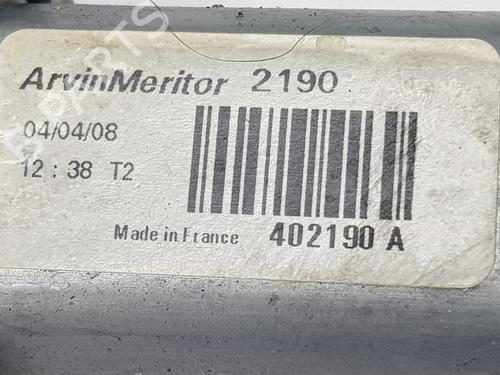 ArvinMeritor 2190
04/04/08
12 : 38 T2
Made in France 402190 A